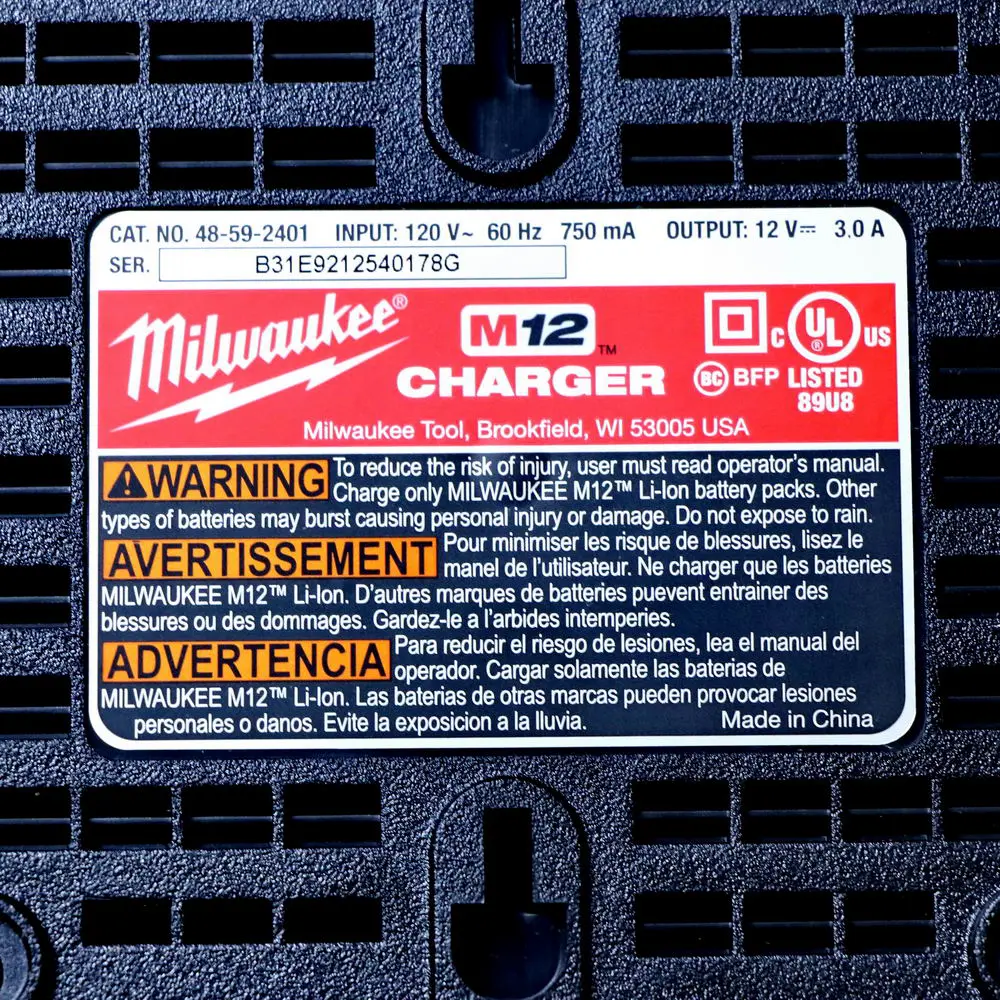 CAT. NO. 48-59-2401 INPUT: 120 V~ 60 Hz 750 mA OUTPUT: 12 V⎓ 3.0 A
SER. B31E9212540178G
Milwaukee®
M12™
CHARGER
C UL® US
BC BFP LISTED
89U8
Milwaukee Tool, Brookfield, WI 53005 USA
⚠WARNING To reduce the risk of injury, user must read operator's manual.
Charge only MILWAUKEE M12™ Li-Ion battery packs. Other
types of batteries may burst causing personal injury or damage. Do not expose to rain.
AVERTISSEMENT Pour minimiser les risque de blessures, lisez le
manel de l'utilisateur. Ne charger que les batteries
MILWAUKEE M12™ Li-Ion. D'autres marques de batteries puevent entrainer des
blessures ou des dommages. Gardez-le a l'arbides intemperies.
ADVERTENCIA Para reducir el riesgo de lesiones, lea el manual del
operador. Cargar solamente las baterias de
MILWAUKEE M12™ Li-Ion. Las baterias de otras marcas pueden provocar lesiones
personales o danos. Evite la exposicion a la lluvia. Made in China